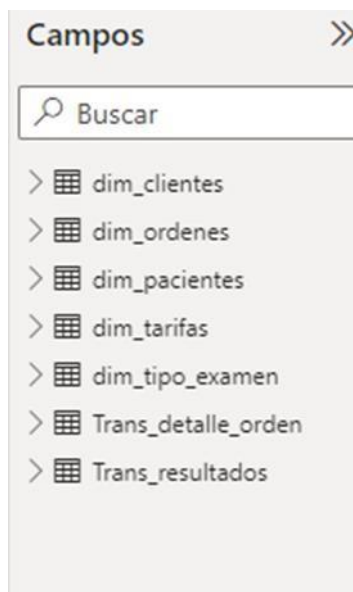 Campos
Buscar
dim_clientes
dim_ordenes
dim_pacientes
dim_tarifas
dim_tipo_examen
Trans_detalle_orden
Trans_resultados